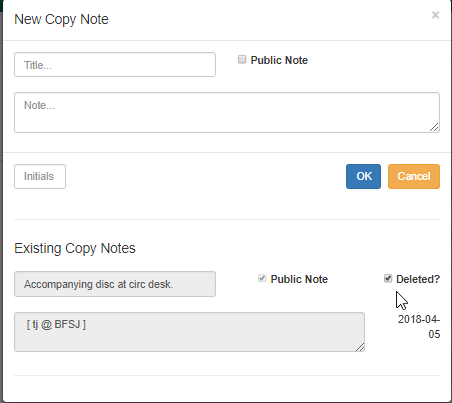 New Copy Note ×
Title... Public Note
Note...
Initials OK Cancel
Existing Copy Notes
Accompanying disc at circ desk. Public Note Deleted?
[ tj @ BFSJ ] 2018-04-
05